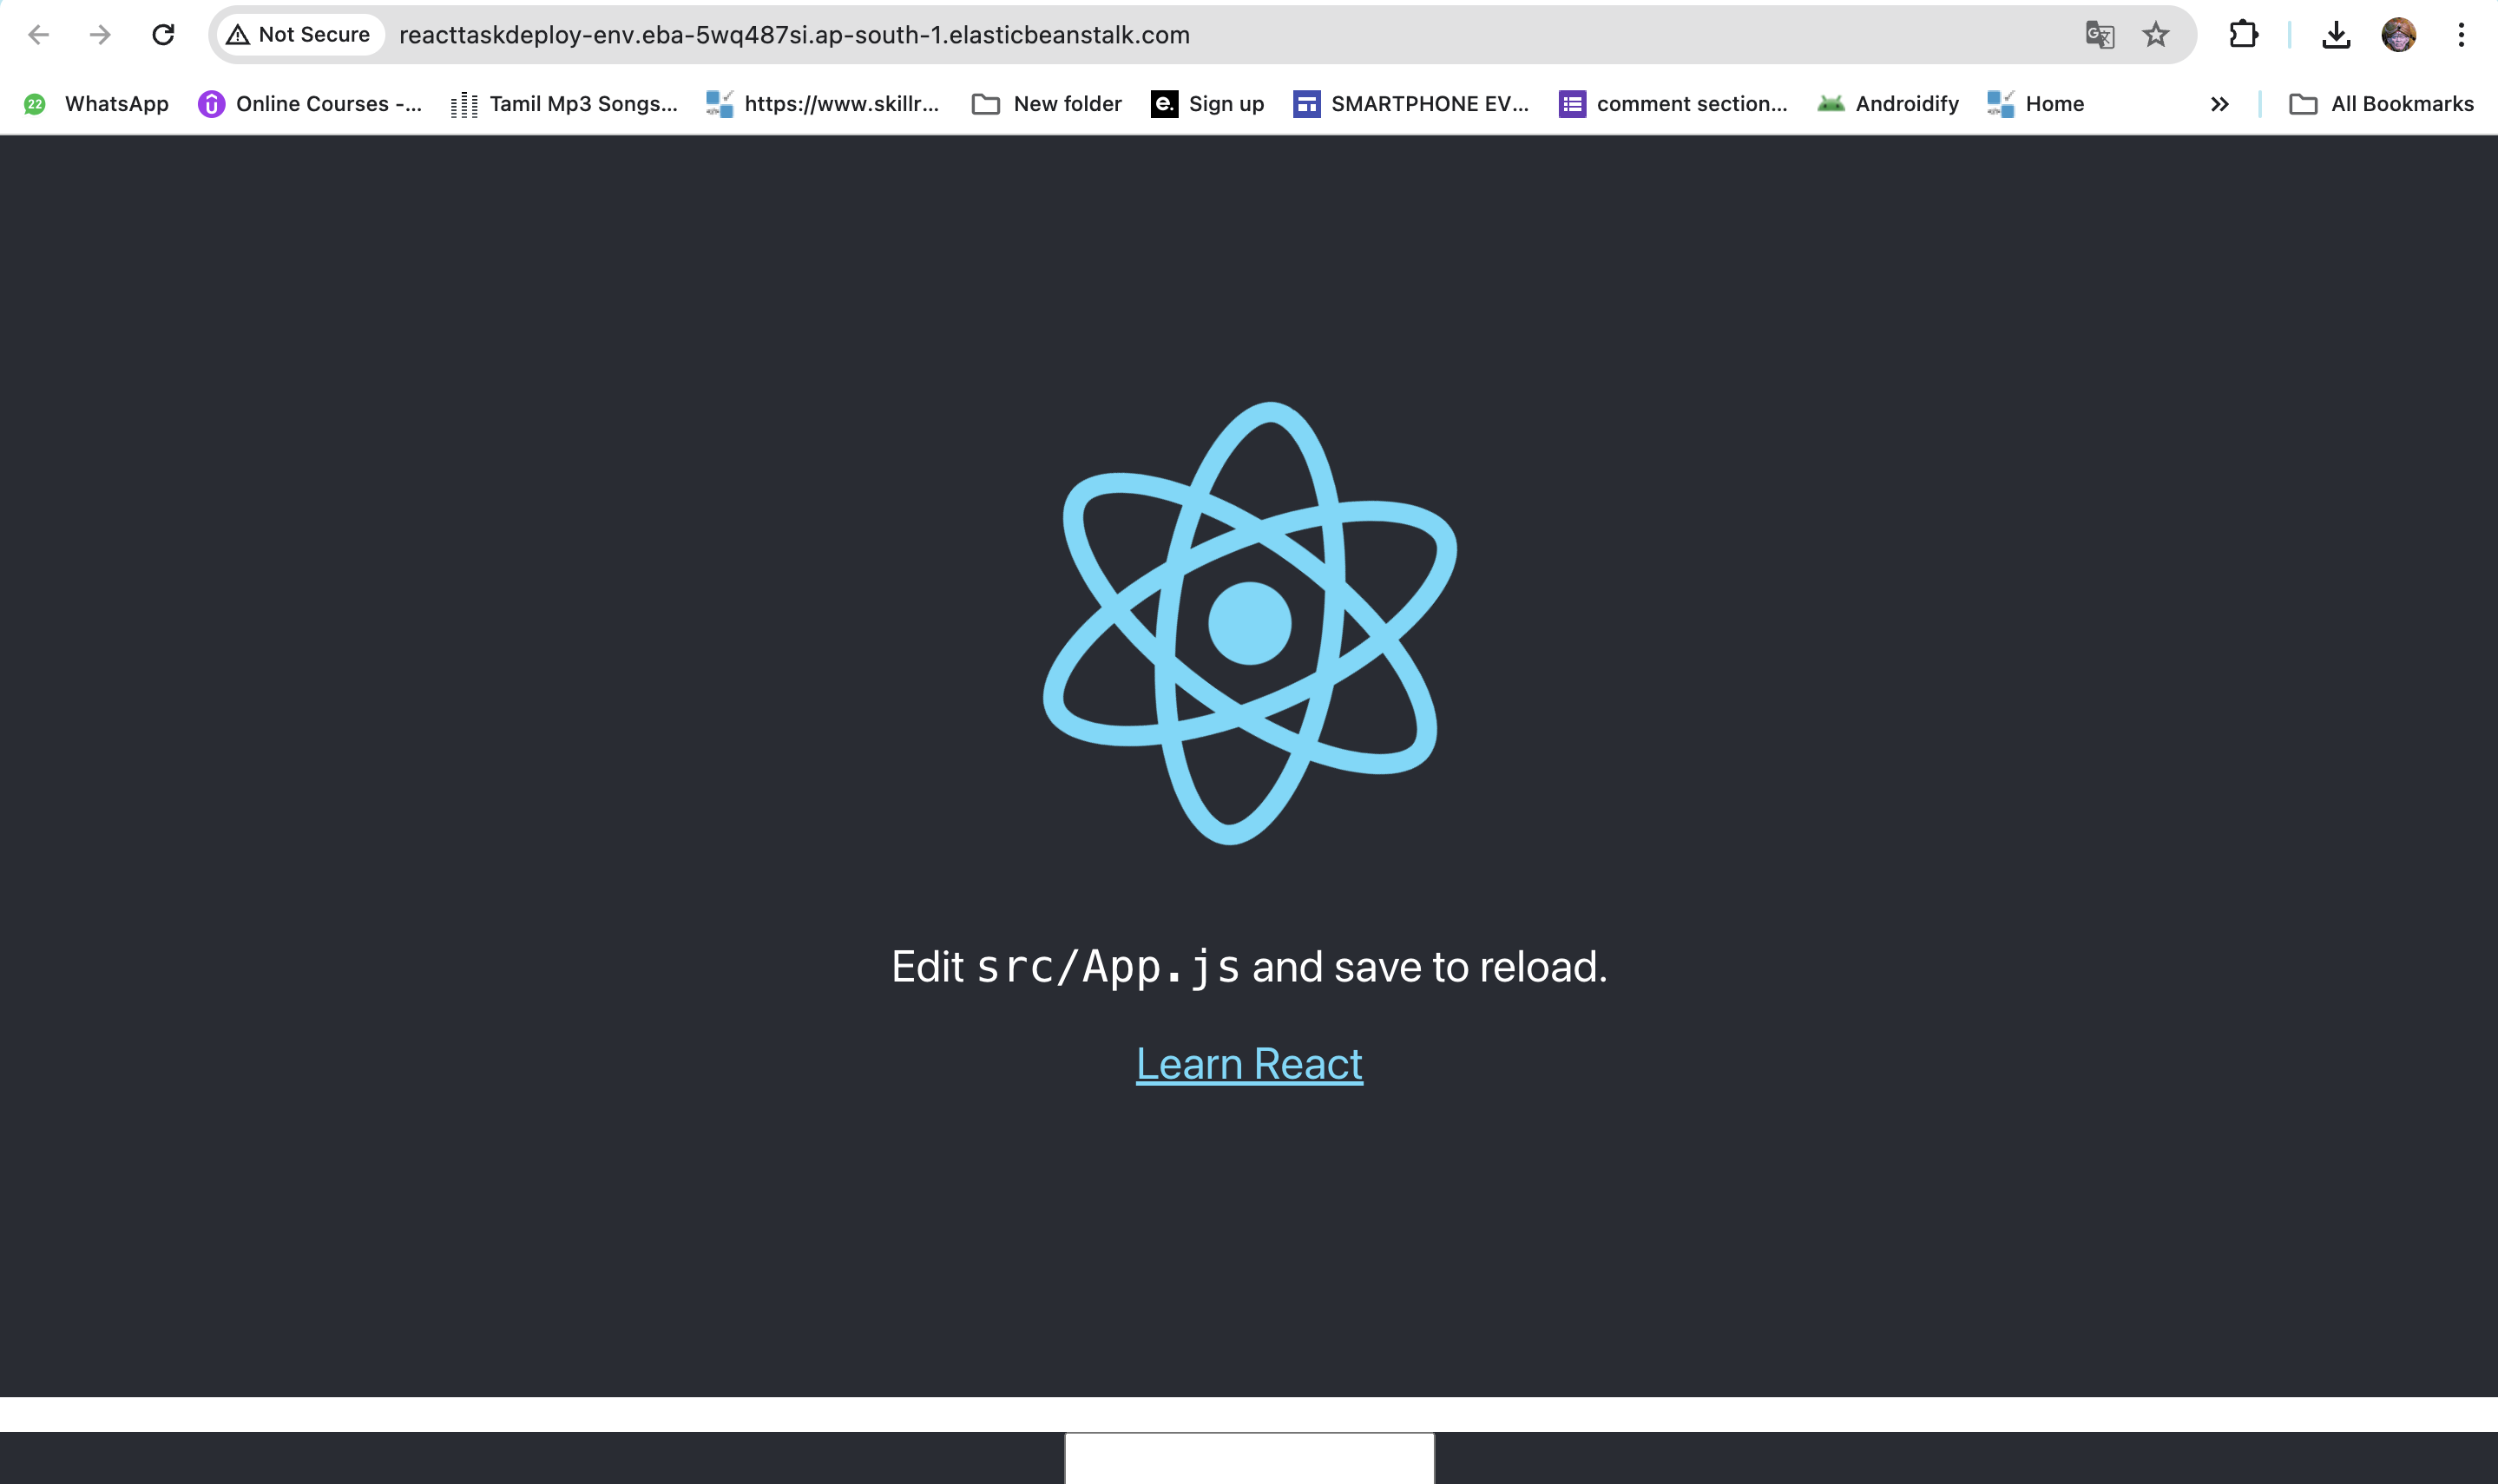 Not Secure reacttaskdeploy-env.eba-5wq487si.ap-south-1.elasticbeanstalk.com
22 WhatsApp Online Courses -... Tamil Mp3 Songs... https://www.skillr... New folder e. Sign up SMARTPHONE EV... comment section... Androidify Home All Bookmarks
Edit src/App.js and save to reload.
Learn React